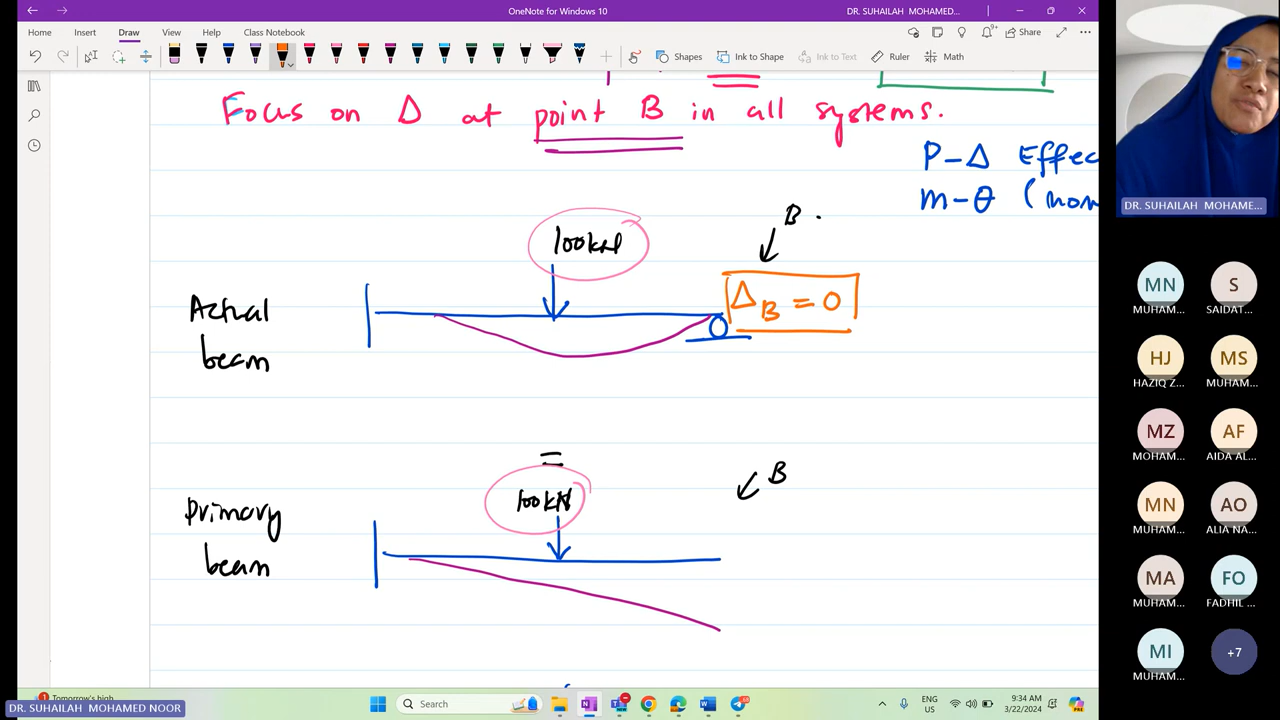 OneNote for Windows 10
DR. SUHAILAH MOHAMED...
Home Insert Draw View Help Class Notebook
Share
Shapes Ink to Shape Ink to Text Ruler Math
Focus on Δ at point B in all systems.
P-Δ Effec
m-θ (mom
B
100kN
Actual beam
ΔB = 0
=
100kN
B
Primary beam
DR. SUHAILAH MOHAME...
MN S
MUHAM... SAIDAT...
HJ MS
HAZIQ Z... MUHAM...
MZ AF
MOHAM... AIDA AL...
MN AO
MUHAM... ALIA NA...
MA FO
MUHAM... FADHIL ...
MI +7
MUHAM...
1 Tomorrow's high
DR. SUHAILAH MOHAMED NOOR
Search
ENG US
9:34 AM
3/22/2024